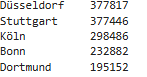 Düsseldorf 377817
Stuttgart 377446
Köln 298486
Bonn 232882
Dortmund 195152